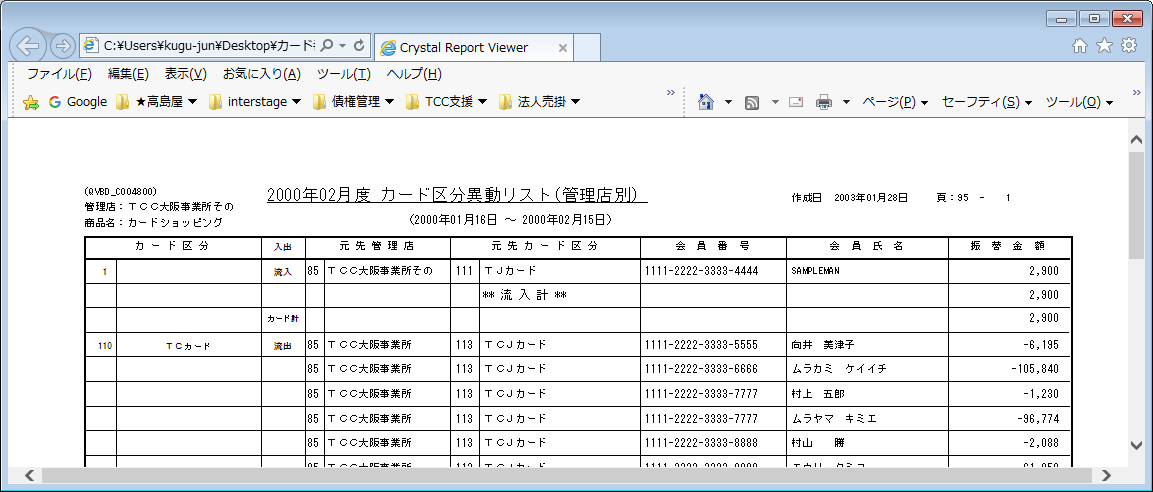 C:¥Users¥kugu-jun¥Desktop¥カード
Crystal Report Viewer
ファイル(F) 編集(E) 表示(V) お気に入り(A) ツール(T) ヘルプ(H)
Google ★高島屋 interstage 債権管理 TCC支援 法人売掛 » ページ(P) セーフティ(S) ツール(O) »
(QVBD_C004800)
2000年02月度 カード区分異動リスト(管理店別)
作成日 2003年01月28日 頁:95 - 1
管理店:TCC大阪事業所その
商品名:カードショッピング
(2000年01月16日 ~ 2000年02月15日)
カード区分 入出 元先管理店 元先カード区分 会員番号 会員氏名 振替金額
1 流入 85 TCC大阪事業所その 111 TJカード 1111-2222-3333-4444 SAMPLEMAN 2,900
** 流入計 ** 2,900
カード計 2,900
110 TCカード 流出 85 TCC大阪事業所 113 TCJカード 1111-2222-3333-5555 向井 美津子 -6,195
85 TCC大阪事業所 113 TCJカード 1111-2222-3333-6666 ムラカミ ケイイチ -105,840
85 TCC大阪事業所 113 TCJカード 1111-2222-3333-7777 村上 五郎 -1,230
85 TCC大阪事業所 113 TCJカード 1111-2222-3333-7777 ムラヤマ キミエ -96,774
85 TCC大阪事業所 113 TCJカード 1111-2222-3333-8888 村山 勝 -2,088
85 TCC大阪事業所 113 TCJカード